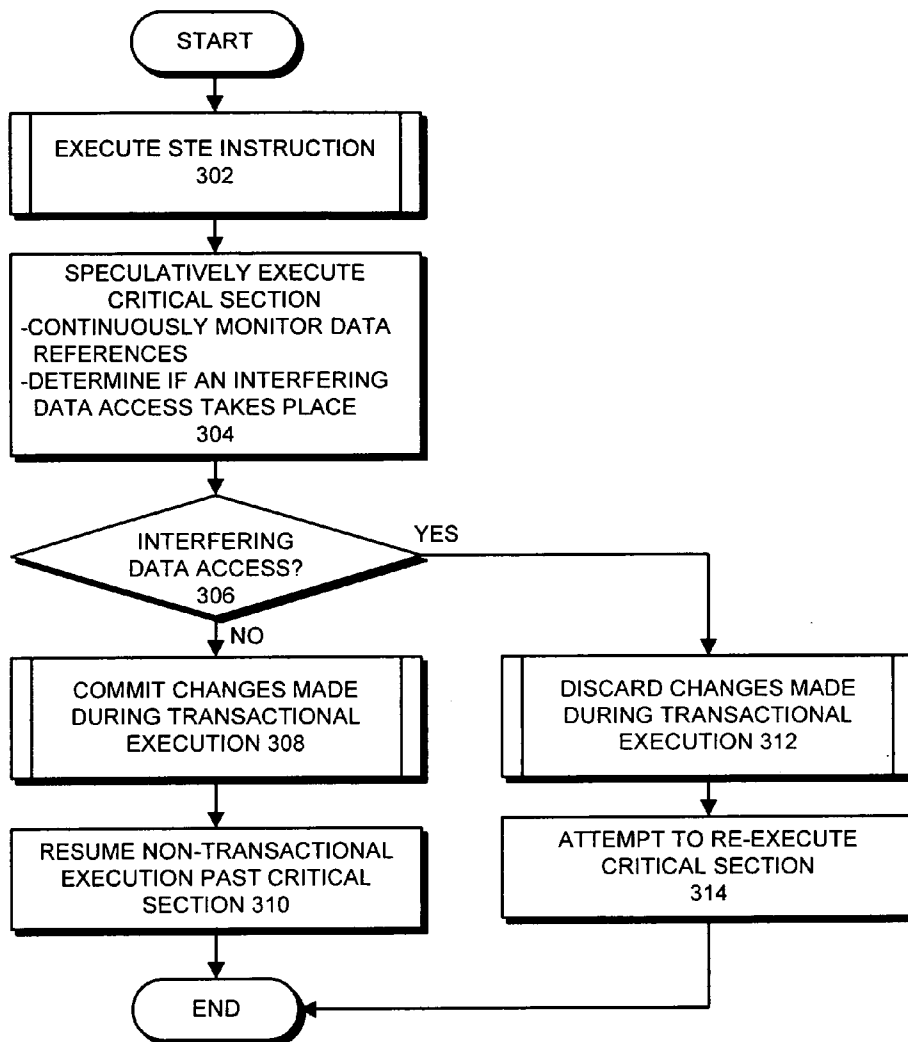 START
EXECUTE STE INSTRUCTION
302
SPECULATIVELY EXECUTE
CRITICAL SECTION
-CONTINUOUSLY MONITOR DATA
REFERENCES
-DETERMINE IF AN INTERFERING
DATA ACCESS TAKES PLACE
304
INTERFERING
DATA ACCESS?
306
YES
NO
COMMIT CHANGES MADE
DURING TRANSACTIONAL
EXECUTION 308
DISCARD CHANGES MADE
DURING TRANSACTIONAL
EXECUTION 312
RESUME NON-TRANSACTIONAL
EXECUTION PAST CRITICAL
SECTION 310
ATTEMPT TO RE-EXECUTE
CRITICAL SECTION
314
END